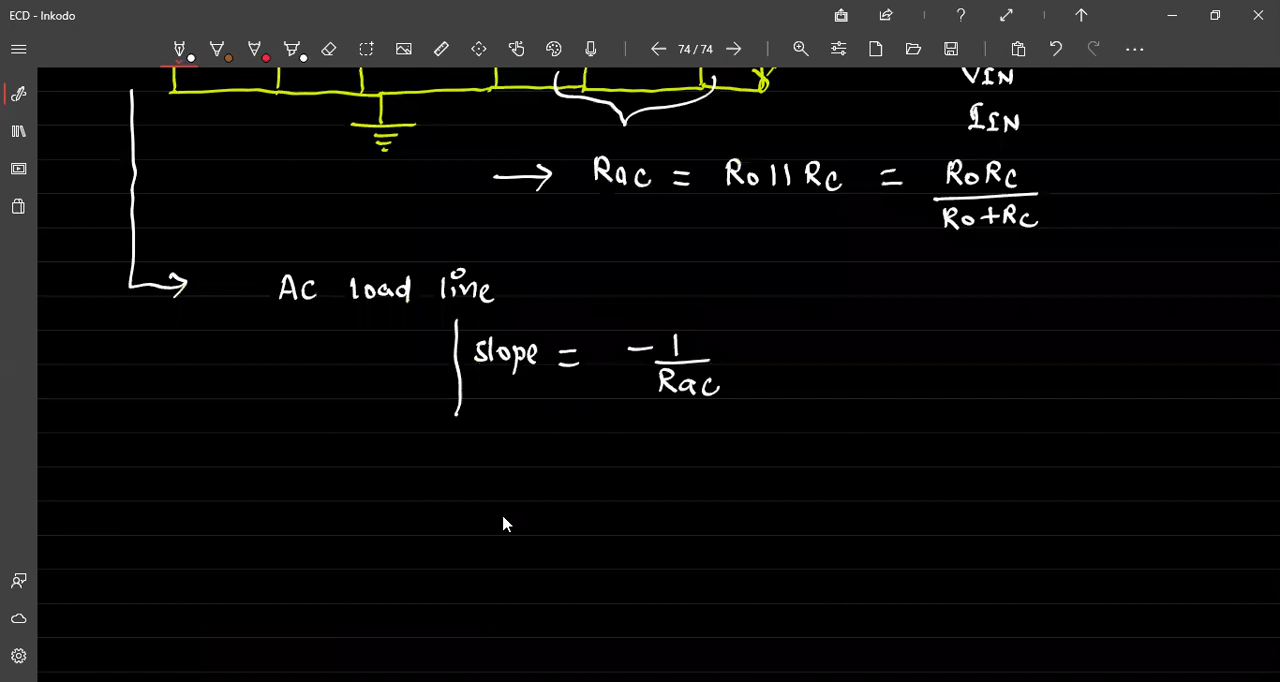 ECD - Inkodo
74 / 74
VIN
IIN
Rac = Ro || Rc = RoRc
Ro+Rc
AC load line
slope = - 1
Rac